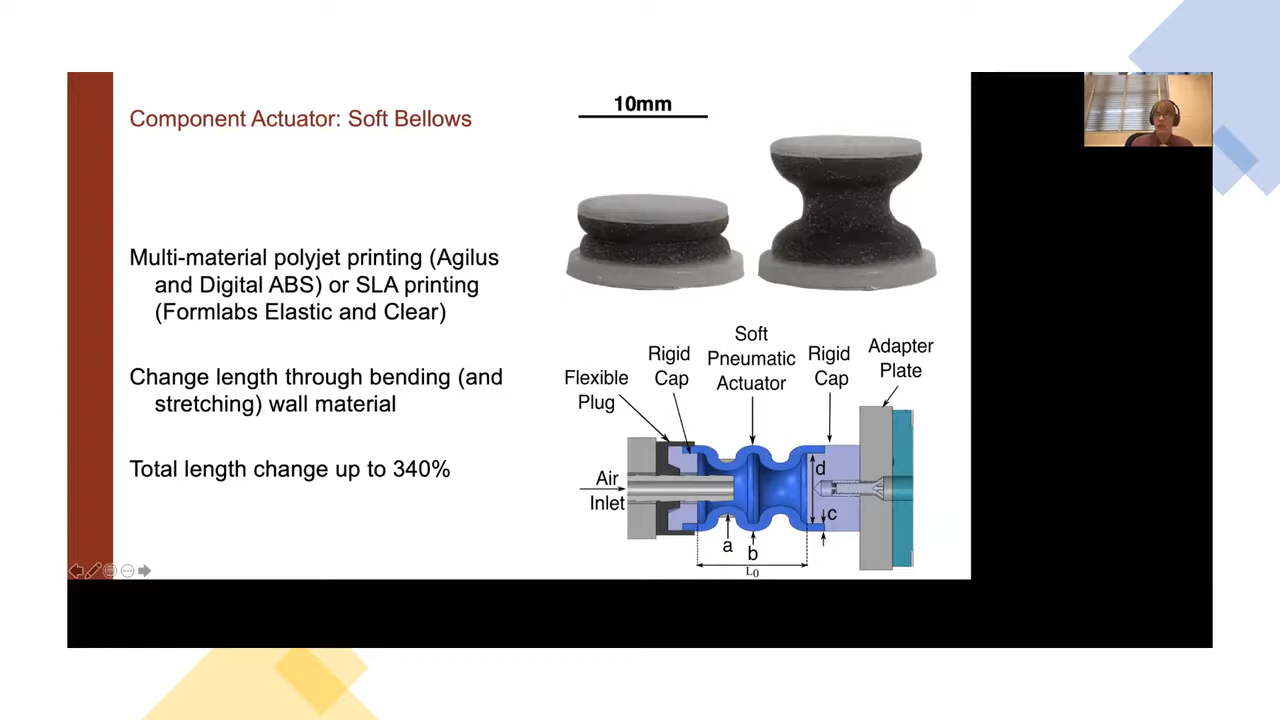 Component Actuator: Soft Bellows
Multi-material polyjet printing (Agilus
and Digital ABS) or SLA printing
(Formlabs Elastic and Clear)
Change length through bending (and
stretching) wall material
Total length change up to 340%
10mm
Flexible
Plug
Rigid
Cap
Soft
Pneumatic
Actuator
Rigid
Cap
Adapter
Plate
Air
Inlet
a
b
c
d
L0